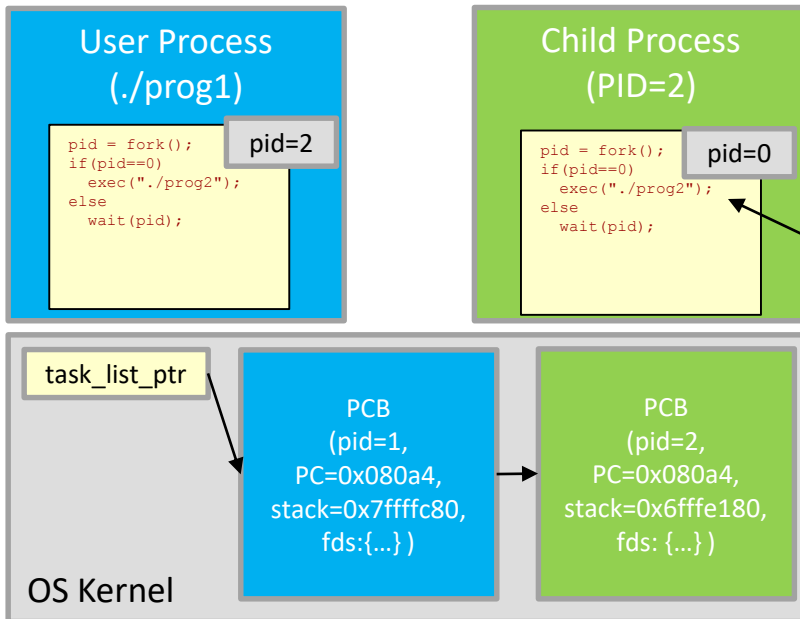 User Process
(./prog1)
pid=2
pid = fork();
if(pid==0)
  exec("./prog2");
else
  wait(pid);
Child Process
(PID=2)
pid=0
pid = fork();
if(pid==0)
  exec("./prog2");
else
  wait(pid);
task_list_ptr
PCB
(pid=1,
PC=0x080a4,
stack=0x7ffffc80,
fds:{...} )
PCB
(pid=2,
PC=0x080a4,
stack=0x6fffe180,
fds: {...} )
OS Kernel